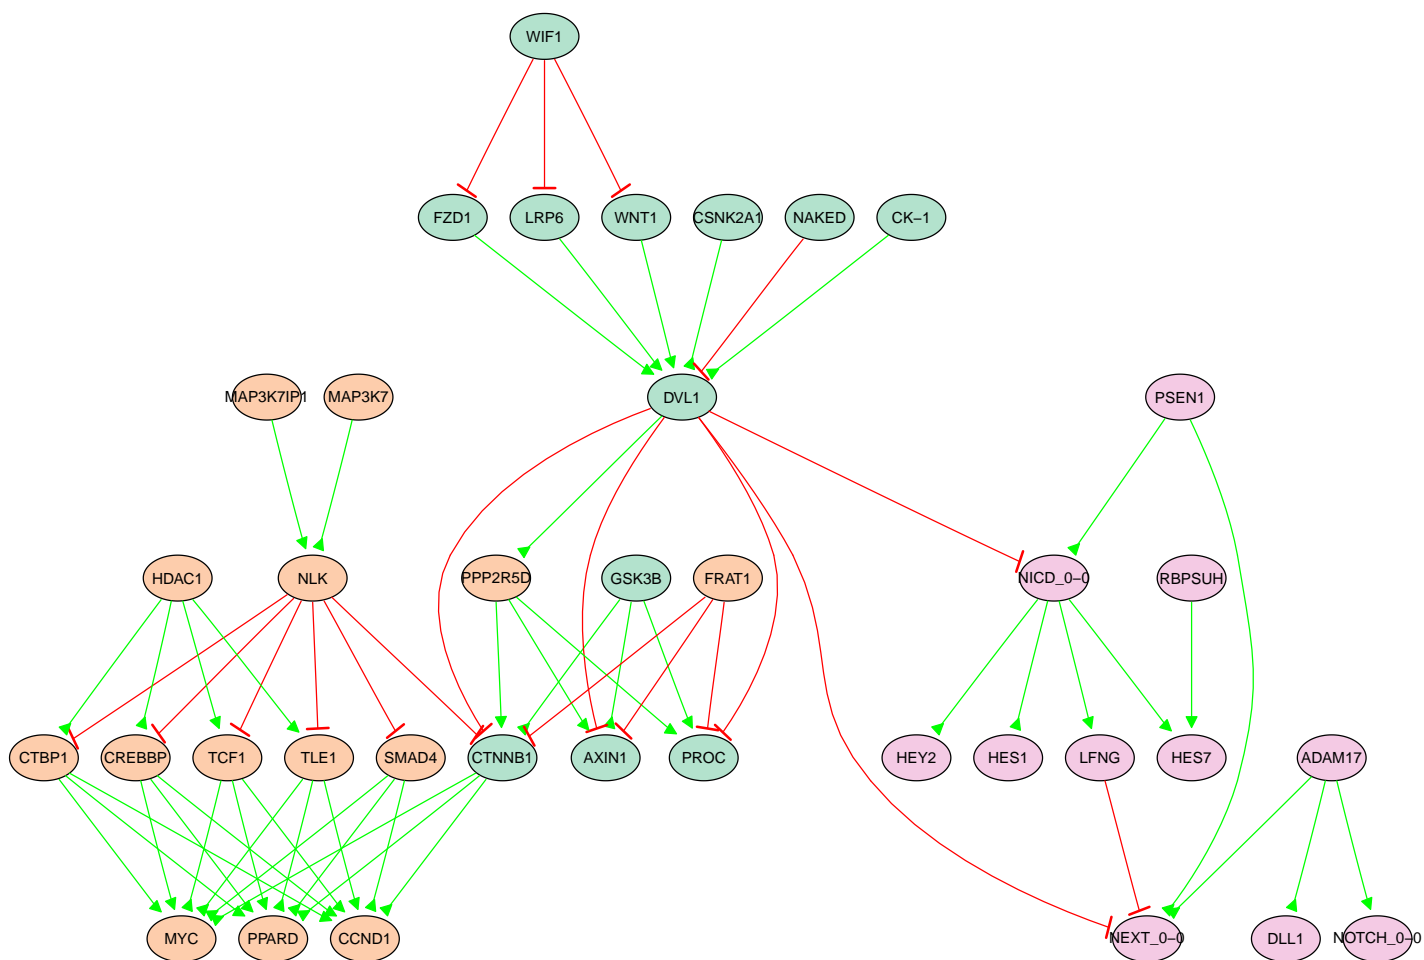 WIF1
FZD1
LRP6
WNT1
CSNK2A1
NAKED
CK−1
MAP3K7IP1
MAP3K7
DVL1
PSEN1
HDAC1
NLK
PPP2R5D
GSK3B
FRAT1
NICD_0−0
RBPSUH
CTBP1
CREBBP
TCF1
TLE1
SMAD4
CTNNB1
AXIN1
PROC
HEY2
HES1
LFNG
HES7
ADAM17
MYC
PPARD
CCND1
NEXT_0−0
DLL1
NOTCH_0−0